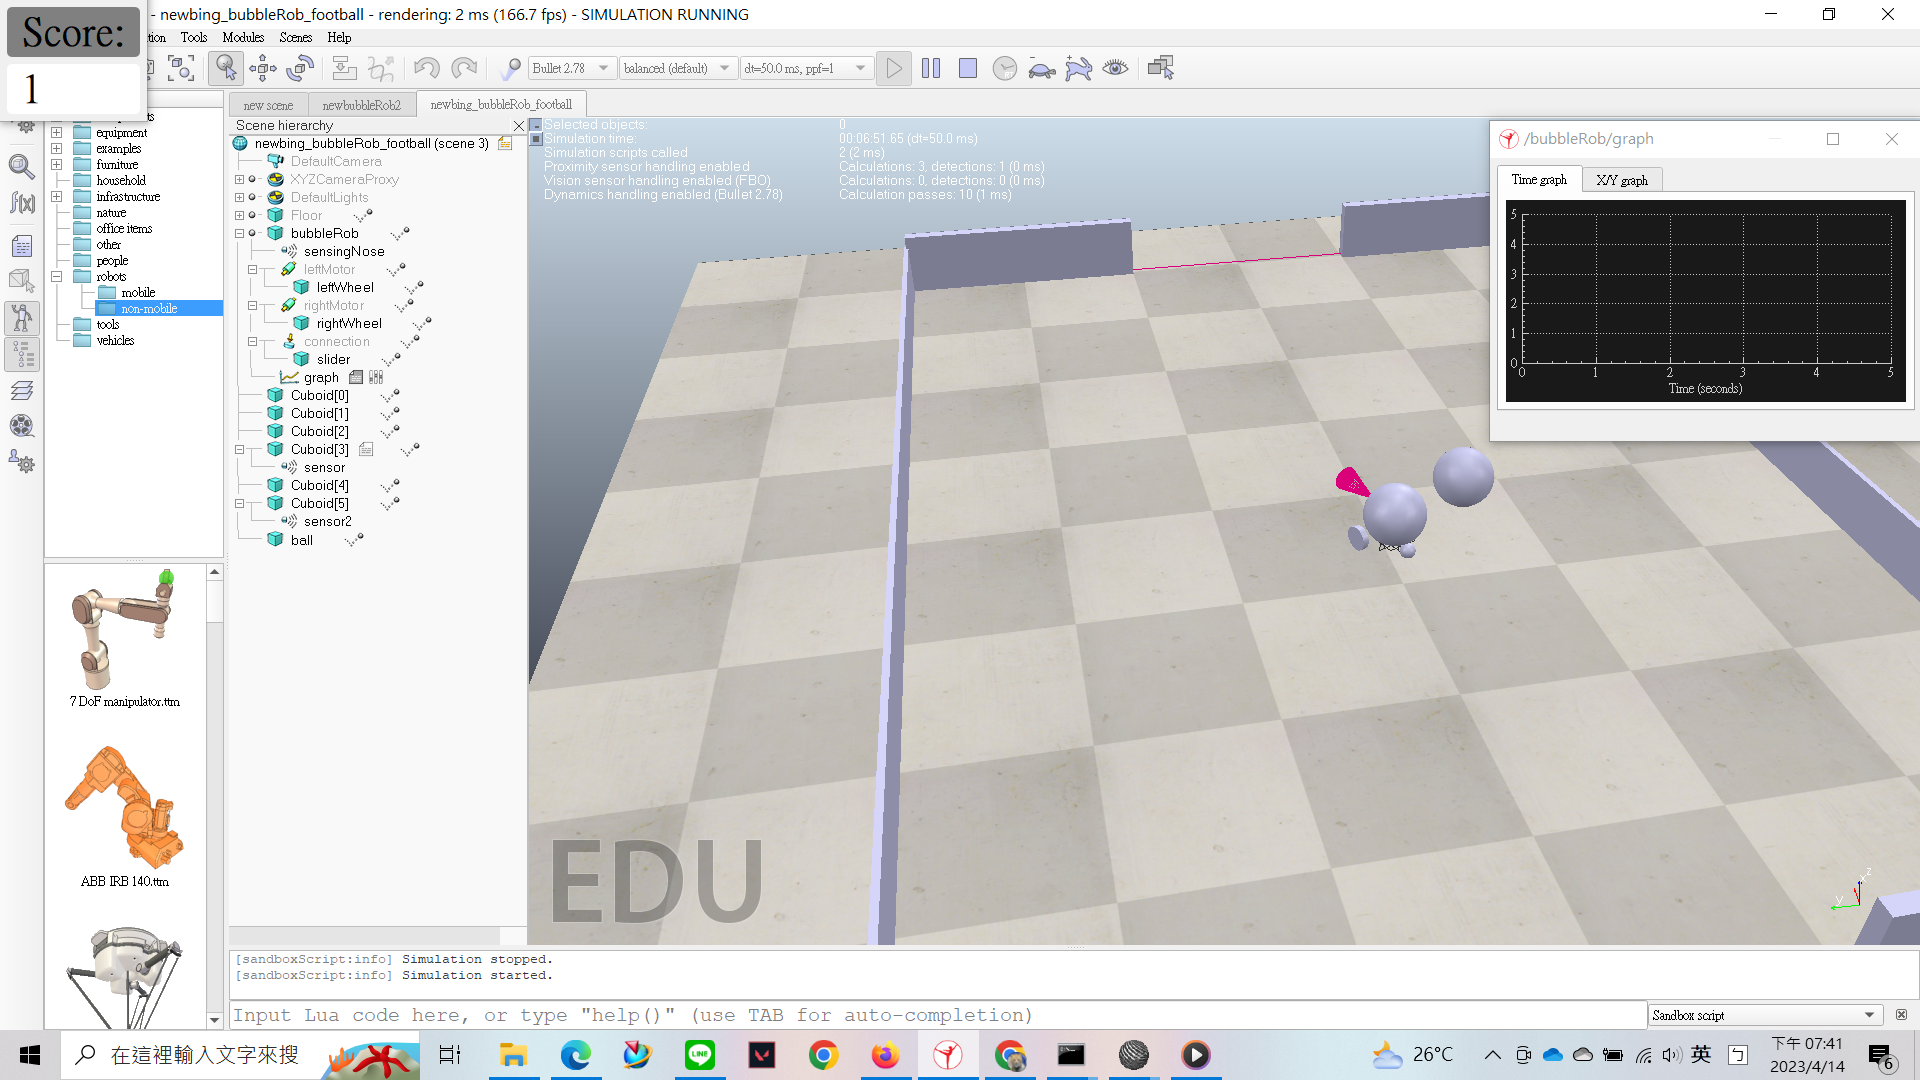 - newbing_bubbleRob_football - rendering: 2 ms (166.7 fps) - SIMULATION RUNNING
Score:
1
Tools Modules Scenes Help
Bullet 2.78
balanced (default)
dt=50.0 ms, ppf=1
equipment
examples
furniture
household
infrastructure
nature
office items
other
people
robots
mobile
non-mobile
tools
vehicles
7 DoF manipulator.ttm
ABB IRB 140.ttm
new scene
newbubbleRob2
newbing_bubbleRob_football
Scene hierarchy
newbing_bubbleRob_football (scene 3)
DefaultCamera
XYZCameraProxy
DefaultLights
Floor
bubbleRob
sensingNose
leftMotor
leftWheel
rightMotor
rightWheel
connection
slider
graph
Cuboid[0]
Cuboid[1]
Cuboid[2]
Cuboid[3]
sensor
Cuboid[4]
Cuboid[5]
sensor2
ball
Selected objects: 0
Simulation time: 00:06:51.65 (dt=50.0 ms)
Simulation scripts called 2 (2 ms)
Proximity sensor handling enabled Calculations: 3, detections: 1 (0 ms)
Vision sensor handling enabled (FBO) Calculations: 0, detections: 0 (0 ms)
Dynamics handling enabled (Bullet 2.78) Calculation passes: 10 (1 ms)
/bubbleRob/graph
Time graph
X/Y graph
5
4
3
2
1
0
0 1 2 3 4 5
Time (seconds)
EDU
z
x
y
[sandboxScript:info] Simulation stopped.
[sandboxScript:info] Simulation started.
Input Lua code here, or type "help()" (use TAB for auto-completion)
Sandbox script
在這裡輸入文字來搜
LINE
26°C
英
下午 07:41
2023/4/14
6